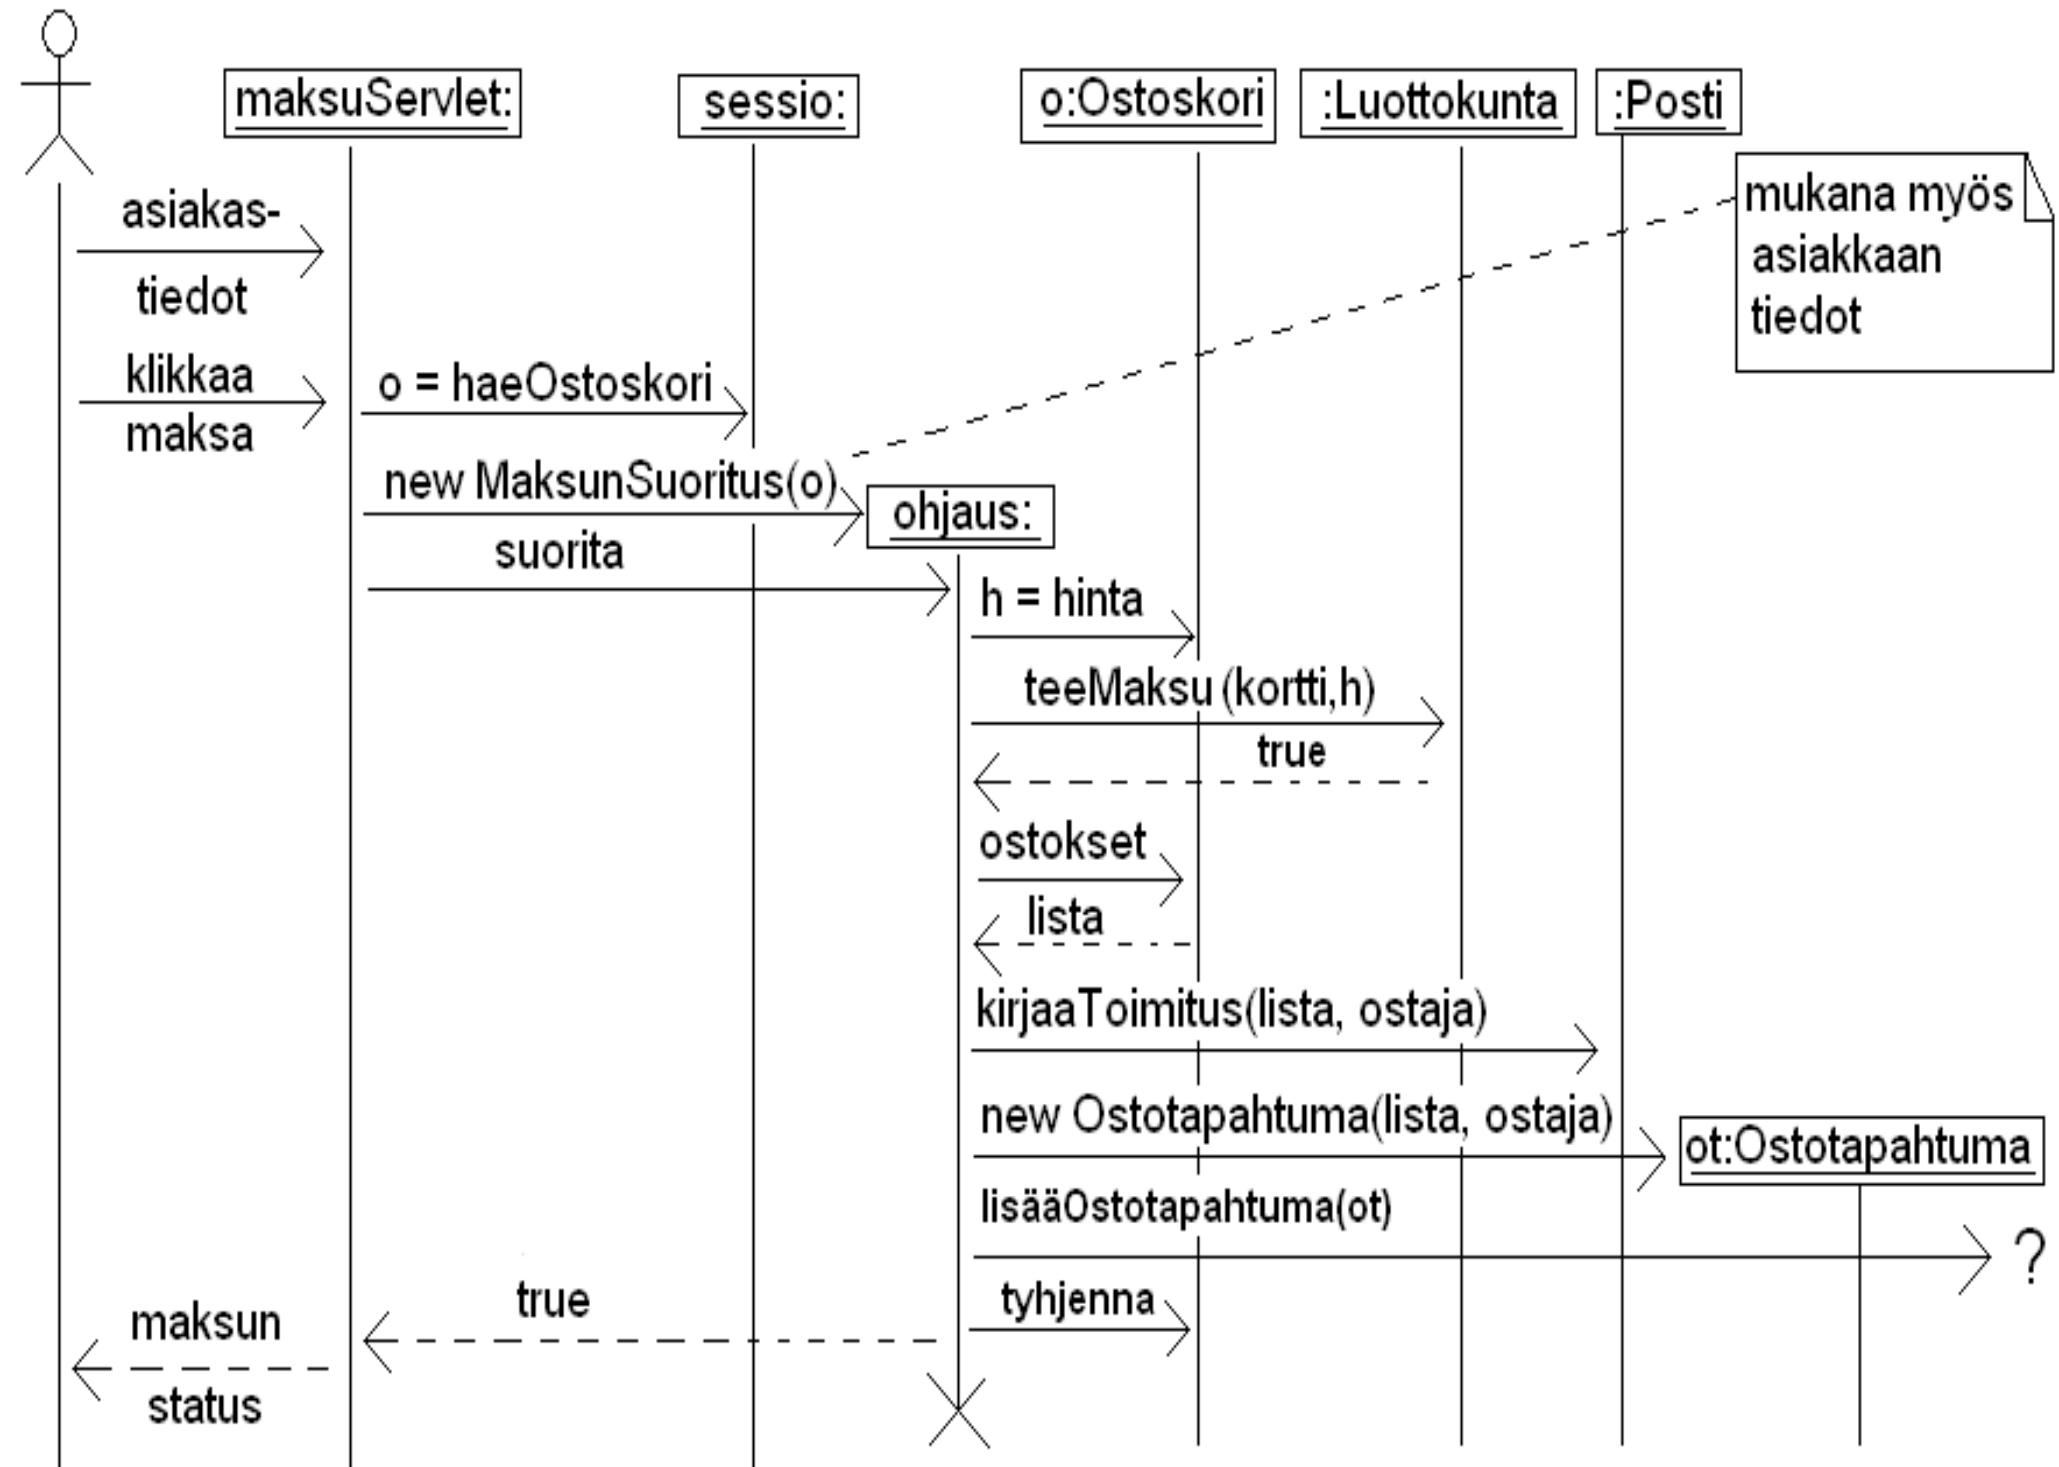 maksuServlet:
sessio:
o:Ostoskori
:Luottokunta
:Posti
mukana myös
asiakkaan
tiedot
asiakas-
tiedot
klikkaa
maksa
o = haeOstoskori
new MaksunSuoritus(o)
ohjaus:
suorita
h = hinta
teeMaksu (kortti,h)
true
ostokset
lista
kirjaaToimitus(lista, ostaja)
new Ostotapahtuma(lista, ostaja)
ot:Ostotapahtuma
lisääOstotapahtuma(ot)
?
tyhjenna
true
maksun
status